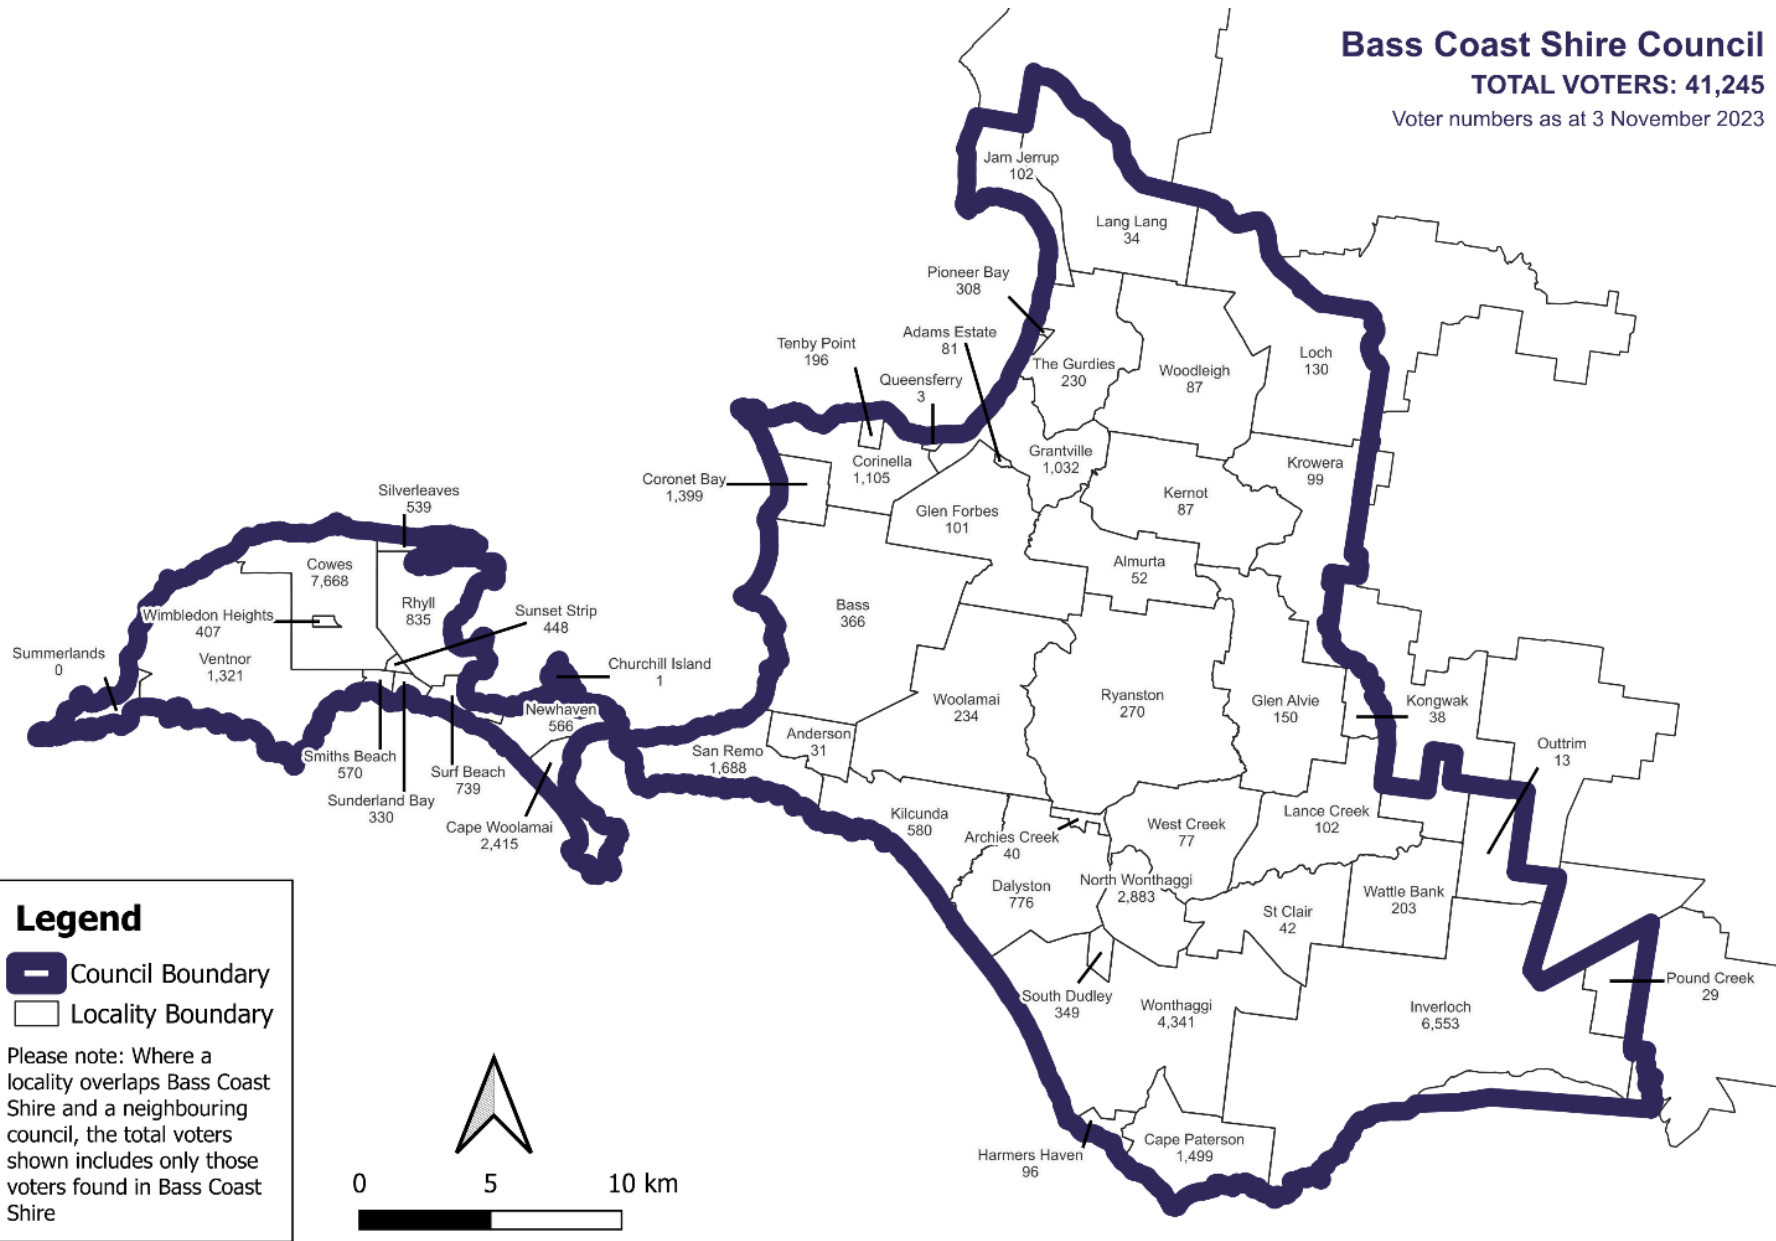 Bass Coast Shire Council
TOTAL VOTERS: 41,245
Voter numbers as at 3 November 2023
Jam Jerrup
102
Lang Lang
34
Pioneer Bay
308
Adams Estate
81
Tenby Point
196
Queensferry
3
The Gurdies
230
Woodleigh
87
Loch
130
Grantville
1,032
Corinella
1,105
Krowera
99
Coronet Bay
1,399
Kernot
87
Silverleaves
539
Glen Forbes
101
Almurta
52
Cowes
7,668
Rhyll
835
Sunset Strip
448
Bass
366
Wimbledon Heights
407
Summerlands
0
Ventnor
1,321
Churchill Island
1
Woolamai
234
Ryanston
270
Glen Alvie
150
Kongwak
38
Newhaven
566
Anderson
31
San Remo
1,688
Outtrim
13
Smiths Beach
570
Surf Beach
739
Sunderland Bay
330
Cape Woolamai
2,415
Kilcunda
580
Lance Creek
102
West Creek
77
Archies Creek
40
Dalyston
776
North Wonthaggi
2,883
Wattle Bank
203
St Clair
42
Pound Creek
29
South Dudley
349
Wonthaggi
4,341
Inverloch
6,553
Cape Paterson
1,499
Harmers Haven
96
Legend
Council Boundary
Locality Boundary
Please note: Where a
locality overlaps Bass Coast
Shire and a neighbouring
council, the total voters
shown includes only those
voters found in Bass Coast
Shire
0 5 10 km